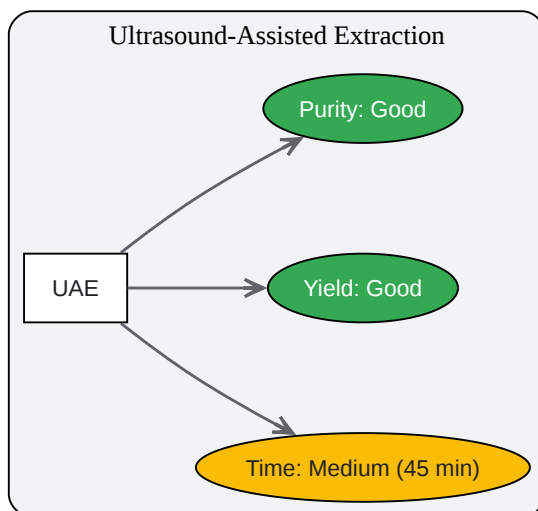 Ultrasound-Assisted Extraction
Purity: Good
UAE
Yield: Good
Time: Medium (45 min)